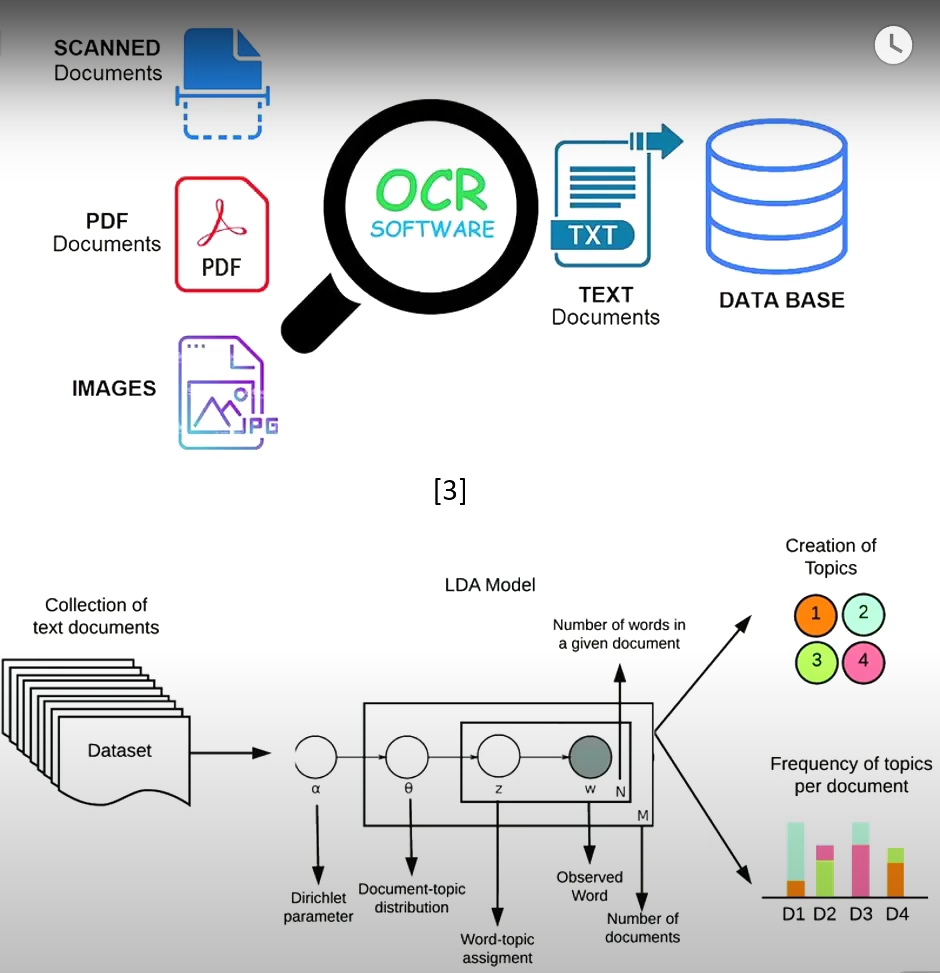 SCANNED
Documents
PDF
Documents
PDF
IMAGES
JPG
OCR
SOFTWARE
TXT
TEXT
Documents
DATA BASE
[3]
LDA Model
Creation of
Topics
1
2
3
4
Collection of
text documents
Dataset
Number of words in
a given document
α
θ
z
w
N
M
Dirichlet
parameter
Document-topic
distribution
Word-topic
assigment
Observed
Word
Number of
documents
Frequency of topics
per document
D1 D2 D3 D4